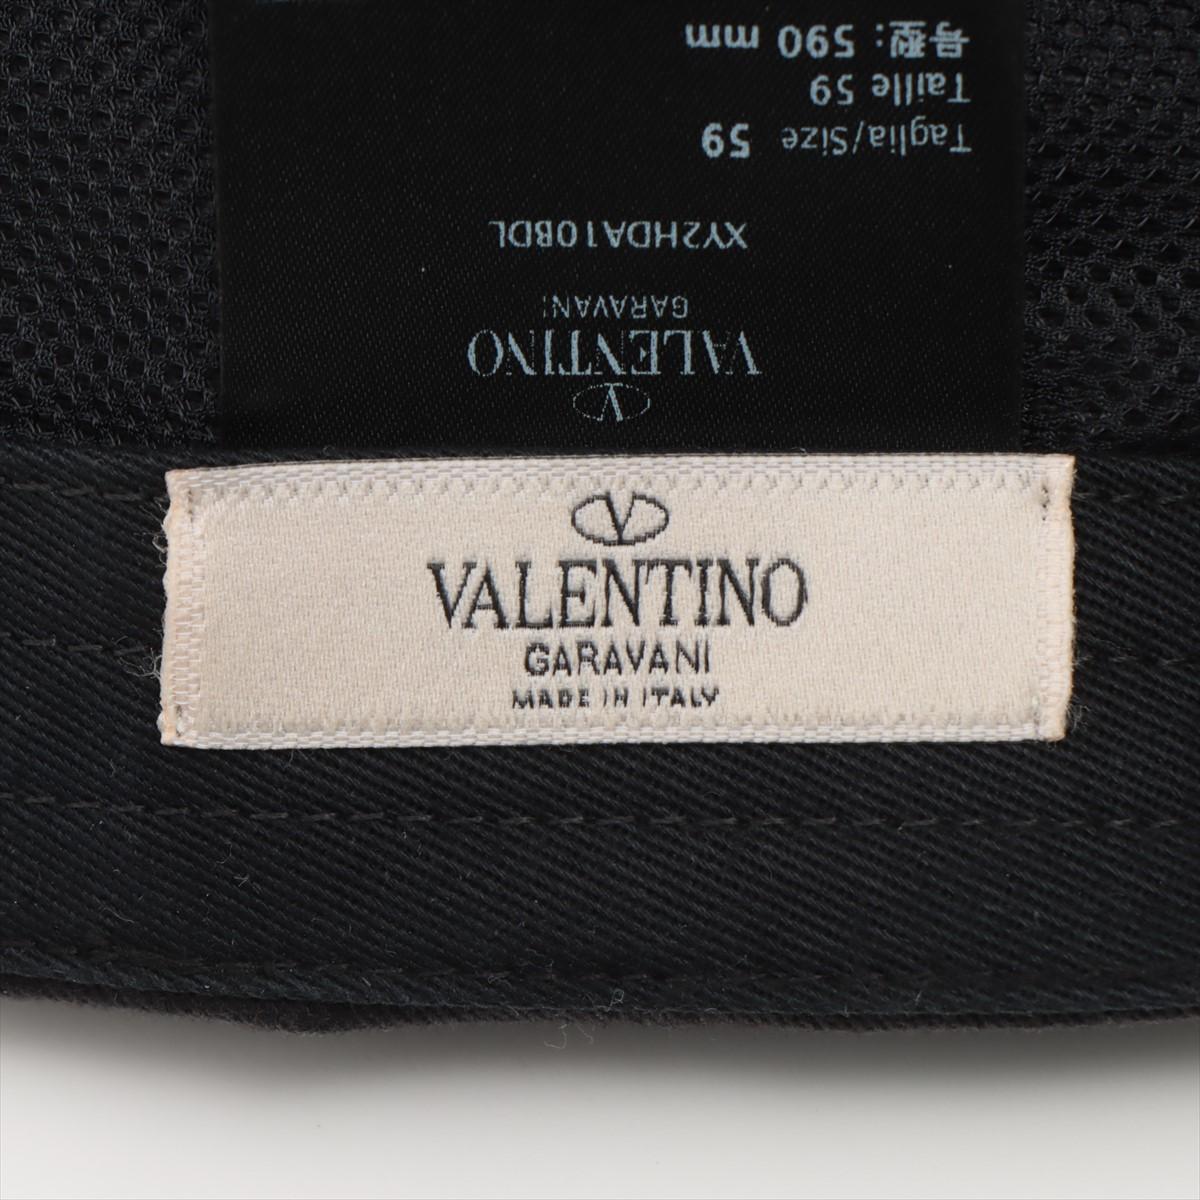 VALENTINO
GARAVANI
MADE IN ITALY
VALENTINO
GARAVANI
XY2HDA10BDL
Taglia/Size 59
Taille 59
号型: 590 mm